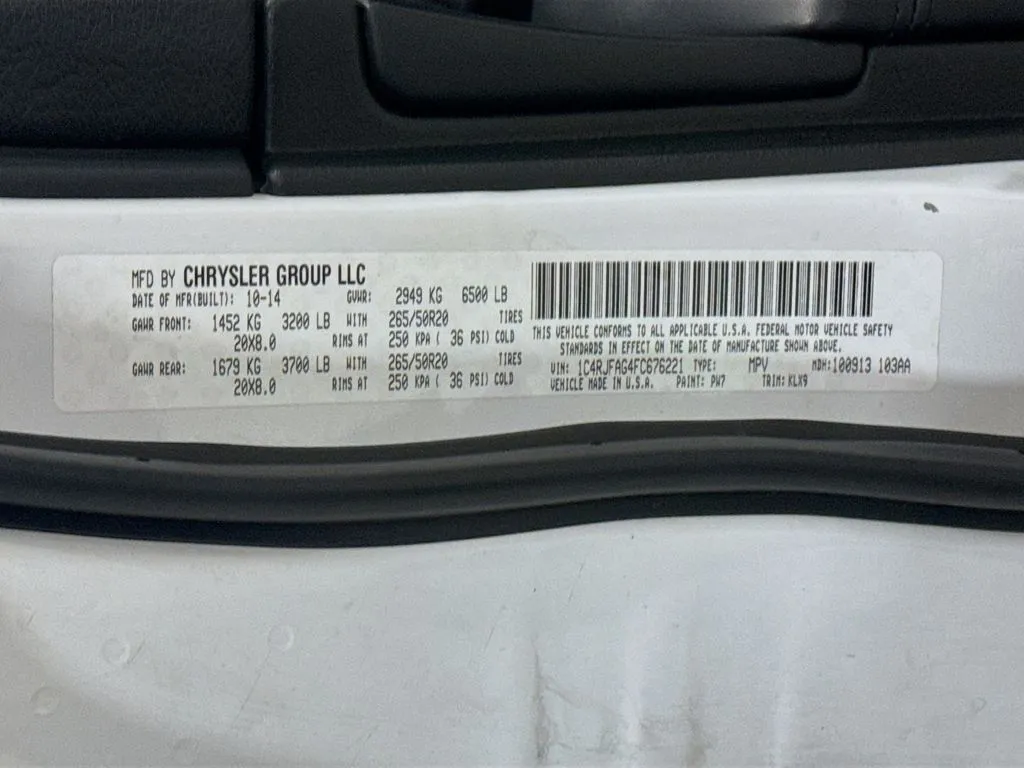 MFD BY CHRYSLER GROUP LLC
DATE OF MFR(BUILT): 10-14 GVWR: 2949 KG 6500 LB
GAWR FRONT: 1452 KG 3200 LB WITH 265/50R20 TIRES
20X8.0 RIMS AT 250 KPA ( 36 PSI) COLD
GAWR REAR: 1679 KG 3700 LB WITH 265/50R20 TIRES
20X8.0 RIMS AT 250 KPA ( 36 PSI) COLD
THIS VEHICLE CONFORMS TO ALL APPLICABLE U.S.A. FEDERAL MOTOR VEHICLE SAFETY
STANDARDS IN EFFECT ON THE DATE OF MANUFACTURE SHOWN ABOVE.
VIN: 1C4RJFAG4FC676221 TYPE: MPV MDH:100913 103AA
VEHICLE MADE IN U.S.A. PAINT: PW7 TRIM: KLX9